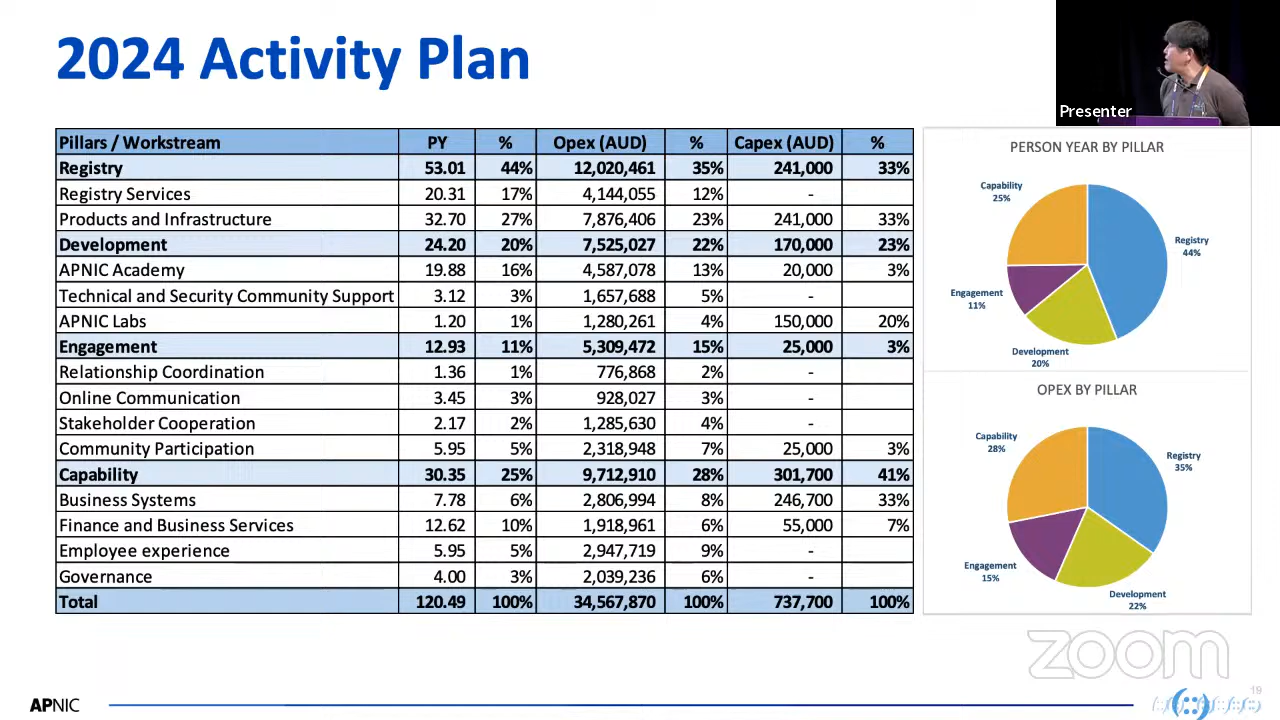 2024 Activity Plan
Presenter
Pillars / Workstream PY % Opex (AUD) % Capex (AUD) %
Registry 53.01 44% 12,020,461 35% 241,000 33%
Registry Services 20.31 17% 4,144,055 12% -
Products and Infrastructure 32.70 27% 7,876,406 23% 241,000 33%
Development 24.20 20% 7,525,027 22% 170,000 23%
APNIC Academy 19.88 16% 4,587,078 13% 20,000 3%
Technical and Security Community Support 3.12 3% 1,657,688 5% -
APNIC Labs 1.20 1% 1,280,261 4% 150,000 20%
Engagement 12.93 11% 5,309,472 15% 25,000 3%
Relationship Coordination 1.36 1% 776,868 2% -
Online Communication 3.45 3% 928,027 3% -
Stakeholder Cooperation 2.17 2% 1,285,630 4% -
Community Participation 5.95 5% 2,318,948 7% 25,000 3%
Capability 30.35 25% 9,712,910 28% 301,700 41%
Business Systems 7.78 6% 2,806,994 8% 246,700 33%
Finance and Business Services 12.62 10% 1,918,961 6% 55,000 7%
Employee experience 5.95 5% 2,947,719 9% -
Governance 4.00 3% 2,039,236 6% -
Total 120.49 100% 34,567,870 100% 737,700 100%
PERSON YEAR BY PILLAR
Capability
25%
Registry
44%
Engagement
11%
Development
20%
OPEX BY PILLAR
Capability
28%
Registry
35%
Engagement
15%
Development
22%
zoom
19
APNIC